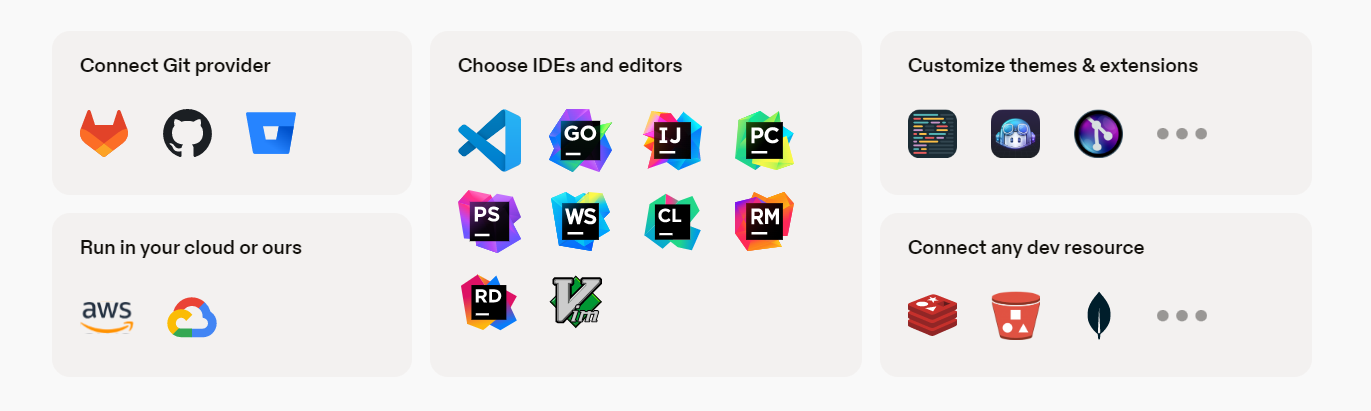 Connect Git provider
Choose IDEs and editors
GO
IJ
PC
PS
WS
CL
RM
RD
Vim
Customize themes & extensions
Run in your cloud or ours
aws
Connect any dev resource